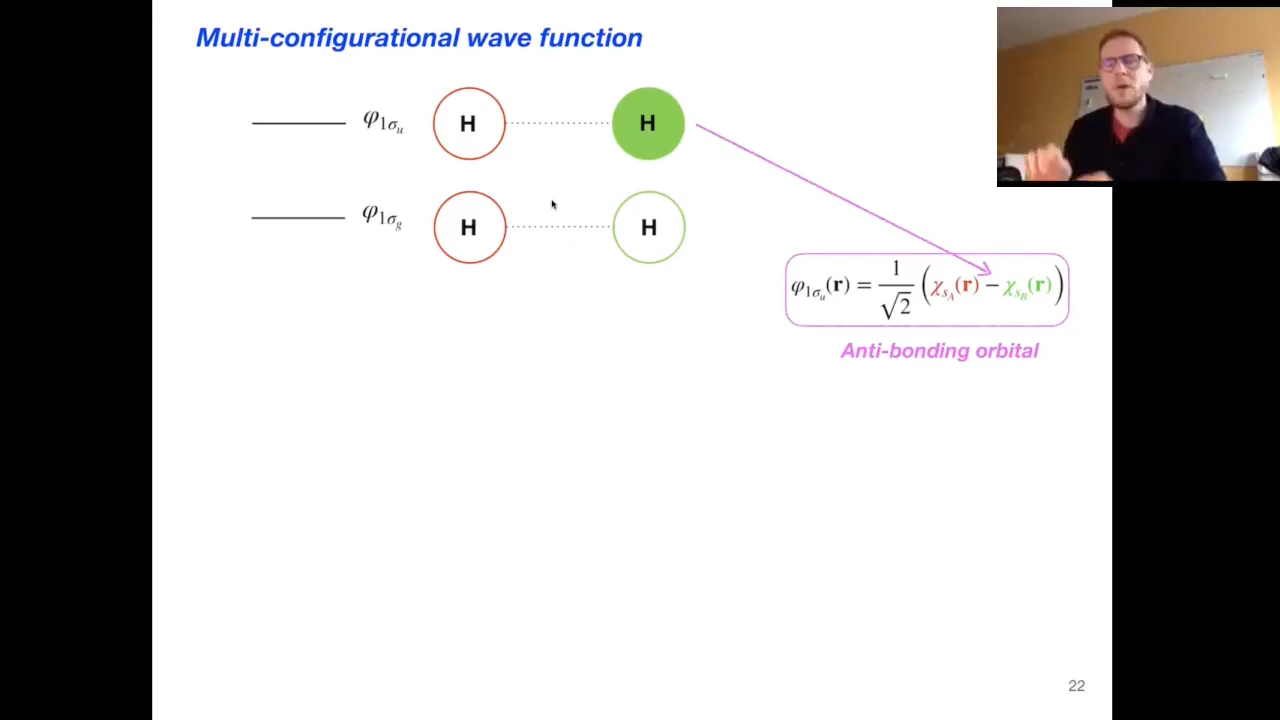 Multi-configurational wave function
φ1σu H H
φ1σg H H
φ1σu(r) = 1/√2 (χsA(r) − χsB(r))
Anti-bonding orbital
22